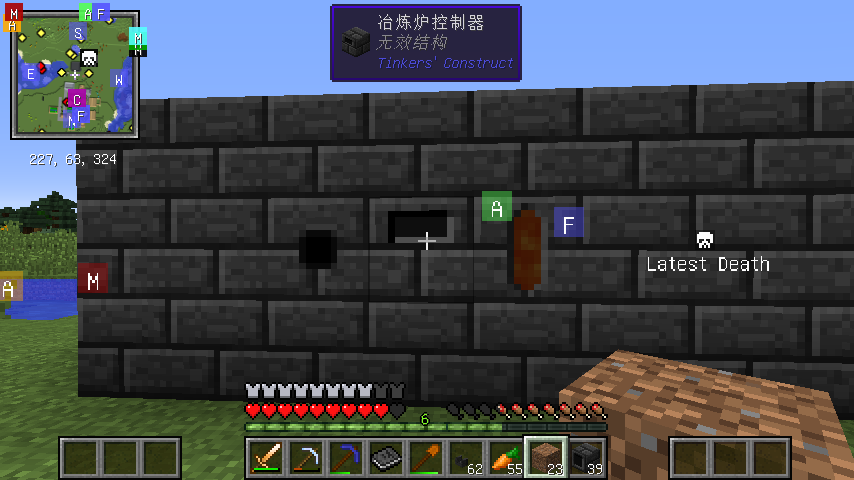 冶炼炉控制器
无效结构
Tinkers' Construct
M
A
A F
S
M
E
W
C
F
N
227, 63, 324
A
F
Latest Death
M
A
6
62
55
23
39